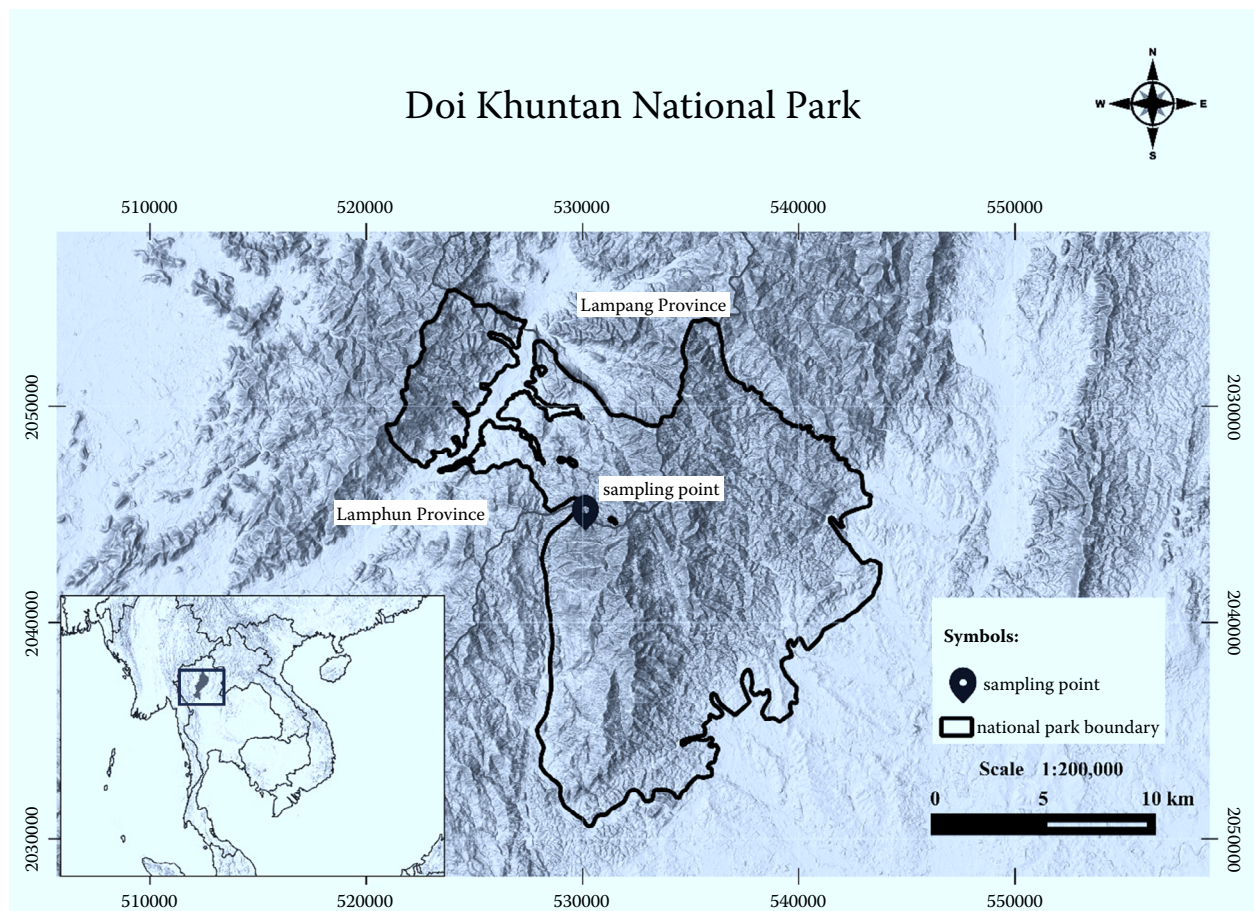 Doi Khuntan National Park
N
W E
S
510000 520000 530000 540000 550000
Lampang Province
2050000
2030000
sampling point
Lamphun Province
2040000
2040000
Symbols:
sampling point
national park boundary
Scale 1:200,000
0 5 10 km
2030000
2050000
510000 520000 530000 540000 550000